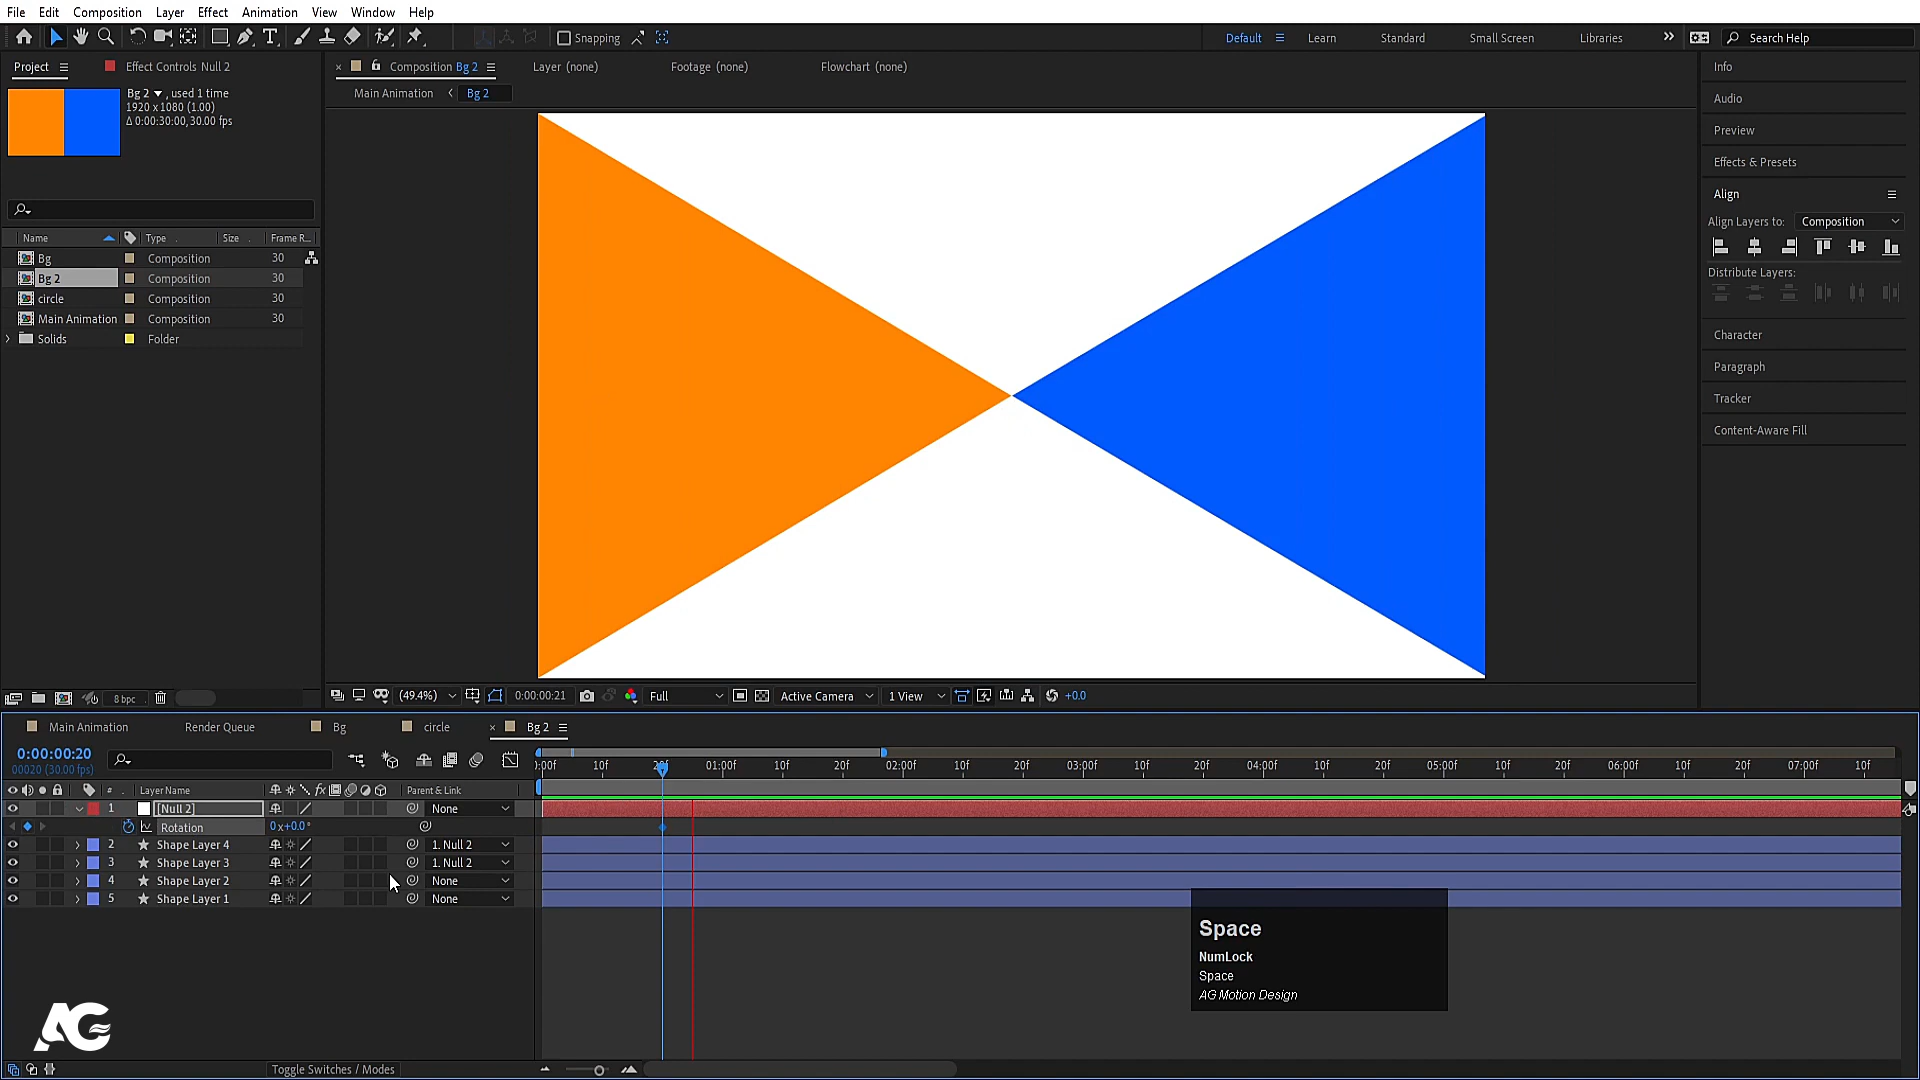 File Edit Composition Layer Effect Animation View Window Help
Snapping
Default Learn Standard Small Screen Libraries Search Help
Project Effect Controls Null 2
Composition Bg 2 Layer (none) Footage (none) Flowchart (none)
Main Animation Bg 2
Bg 2 , used 1 time
1920 x 1080 (1.00)
Δ 0:00:30:00, 30.00 fps
Name Type Size Frame R...
Bg Composition 30
Bg 2 Composition 30
circle Composition 30
Main Animation Composition 30
Solids Folder
Info
Audio
Preview
Effects & Presets
Align
Align Layers to: Composition
Distribute Layers:
Character
Paragraph
Tracker
Content-Aware Fill
8 bpc
(49.4%) 0:00:00:21 Full Active Camera 1 View +0.0
Main Animation Render Queue Bg circle Bg 2
0:00:00:20
00020 (30.00 fps)
:00f 10f 20f 01:00f 10f 20f 02:00f 10f 20f 03:00f 10f 20f 04:00f 10f 20f 05:00f 10f 20f 06:00f 10f 20f 07:00f 10f
# Layer Name fx Parent & Link
1 [Null 2] None
Rotation 0x+0.0°
2 Shape Layer 4 1. Null 2
3 Shape Layer 3 1. Null 2
4 Shape Layer 2 None
5 Shape Layer 1 None
Space
NumLock
Space
AG Motion Design
AG
Toggle Switches / Modes